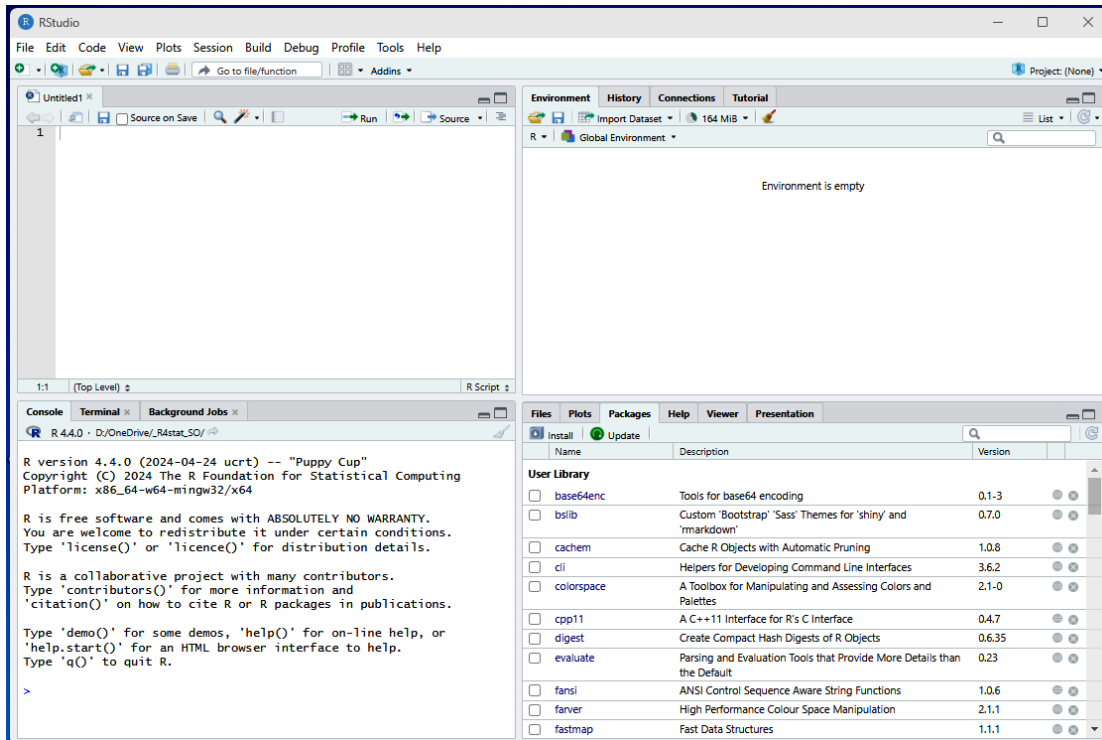 RStudio
File Edit Code View Plots Session Build Debug Profile Tools Help
Go to file/function Addins Project: (None)
Untitled1
Source on Save Run Source
1
1:1 (Top Level) R Script
Environment History Connections Tutorial
Import Dataset 164 MiB List
R Global Environment
Environment is empty
Console Terminal Background Jobs
R 4.4.0 · D:/OneDrive/_R4stat_SO/
R version 4.4.0 (2024-04-24 ucrt) -- "Puppy Cup"
Copyright (C) 2024 The R Foundation for Statistical Computing
Platform: x86_64-w64-mingw32/x64
R is free software and comes with ABSOLUTELY NO WARRANTY.
You are welcome to redistribute it under certain conditions.
Type 'license()' or 'licence()' for distribution details.
R is a collaborative project with many contributors.
Type 'contributors()' for more information and
'citation()' on how to cite R or R packages in publications.
Type 'demo()' for some demos, 'help()' for on-line help, or
'help.start()' for an HTML browser interface to help.
Type 'q()' to quit R.
>
Files Plots Packages Help Viewer Presentation
Install Update
Name Description Version
User Library
base64enc Tools for base64 encoding 0.1-3
bslib Custom 'Bootstrap' 'Sass' Themes for 'shiny' and 0.7.0
'rmarkdown'
cachem Cache R Objects with Automatic Pruning 1.0.8
cli Helpers for Developing Command Line Interfaces 3.6.2
colorspace A Toolbox for Manipulating and Assessing Colors and 2.1-0
Palettes
cpp11 A C++11 Interface for R's C Interface 0.4.7
digest Create Compact Hash Digests of R Objects 0.6.35
evaluate Parsing and Evaluation Tools that Provide More Details than 0.23
the Default
fansi ANSI Control Sequence Aware String Functions 1.0.6
farver High Performance Colour Space Manipulation 2.1.1
fastmap Fast Data Structures 1.1.1